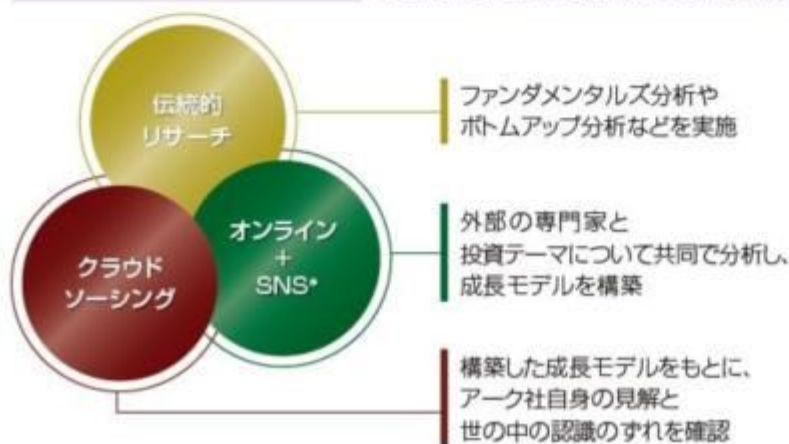 伝統的
リサーチ
ファンダメンタルズ分析や
ボトムアップ分析などを実施
オンライン
+
SNS*
外部の専門家と
投資テーマについて共同で分析し、
成長モデルを構築
クラウド
ソーシング
構築した成長モデルをもとに、
アーク社自身の見解と
世の中の認識のずれを確認